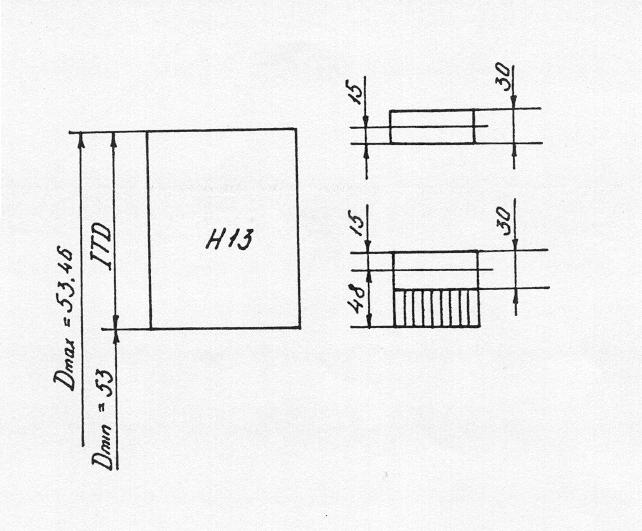 Dmax = 53.46
ITD
Dmin = 53
H13
15
30
15
30
48